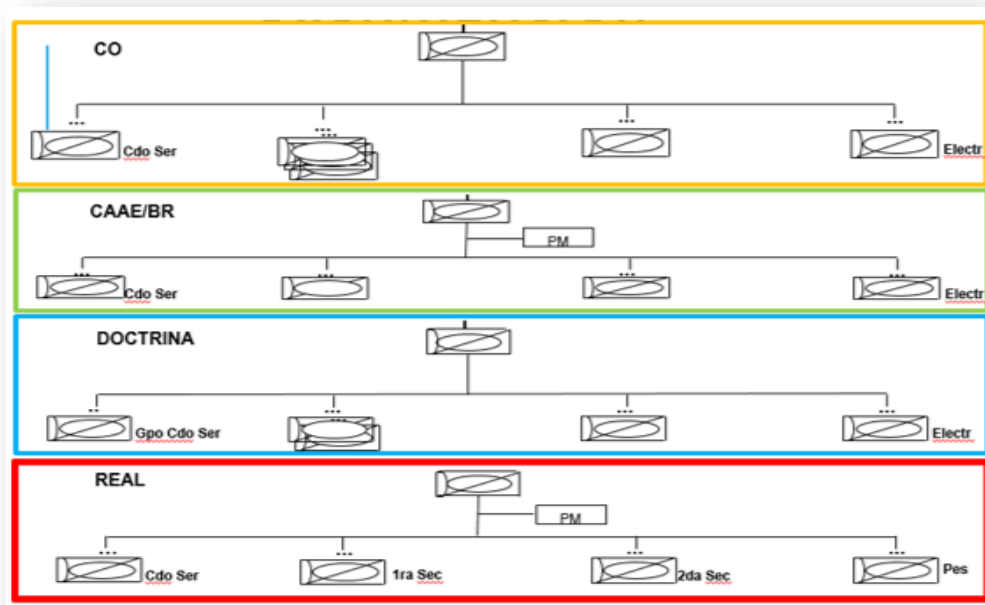 CO
Cdo Ser
Electr
CAAE/BR
PM
Cdo Ser
Electr
DOCTRINA
Gpo Cdo Ser
Electr
REAL
PM
Cdo Ser
1ra Sec
2da Sec
Pes